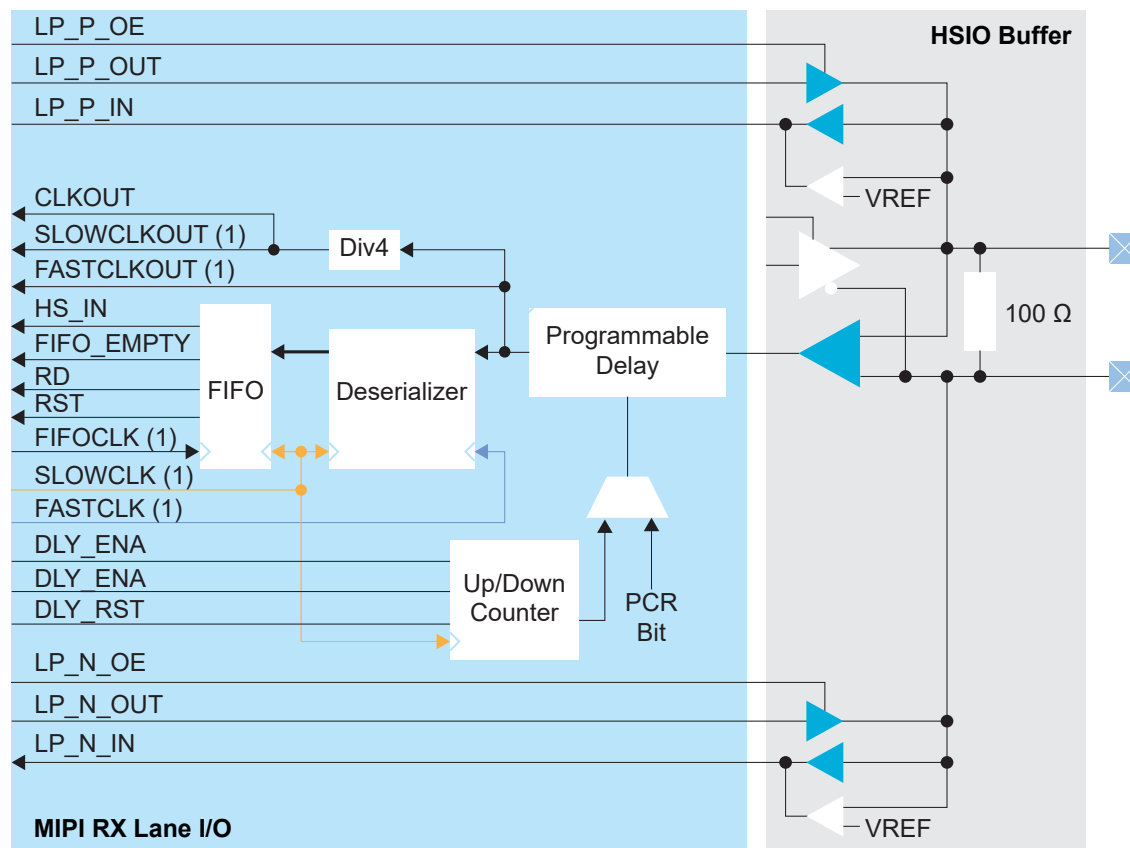 LP_P_OE
HSIO Buffer
LP_P_OUT
LP_P_IN
CLKOUT
VREF
SLOWCLKOUT (1)
Div4
FASTCLKOUT (1)
HS_IN
100 Ω
FIFO_EMPTY
Programmable
Delay
RD
FIFO
Deserializer
RST
FIFOCLK (1)
SLOWCLK (1)
FASTCLK (1)
DLY_ENA
DLY_ENA
Up/Down
Counter
DLY_RST
PCR
Bit
LP_N_OE
LP_N_OUT
LP_N_IN
MIPI RX Lane I/O
VREF